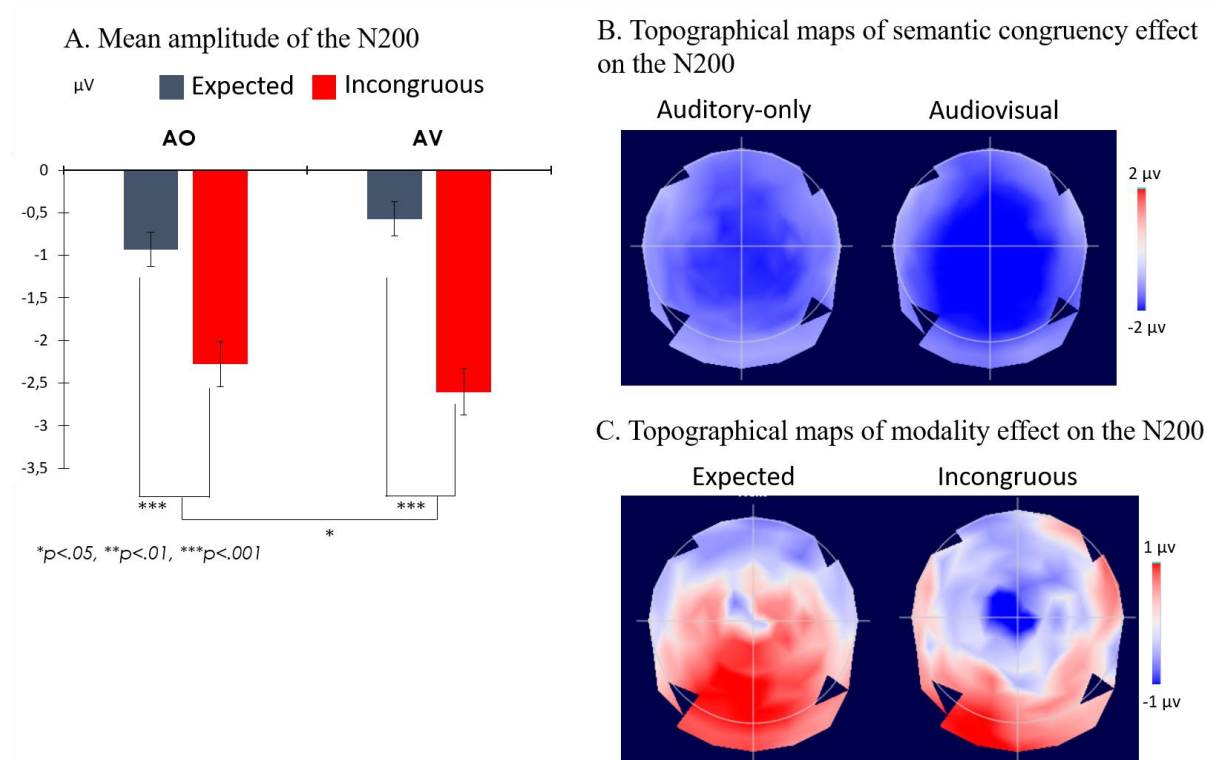 A. Mean amplitude of the N200
µV
Expected
Incongruous
AO
AV
0
-0,5
-1
-1,5
-2
-2,5
-3
-3,5
***
***
*
*p<.05, **p<.01, ***p<.001
B. Topographical maps of semantic congruency effect
on the N200
Auditory-only
Audiovisual
2 µv
-2 µv
C. Topographical maps of modality effect on the N200
Expected
Incongruous
1 µv
-1 µv